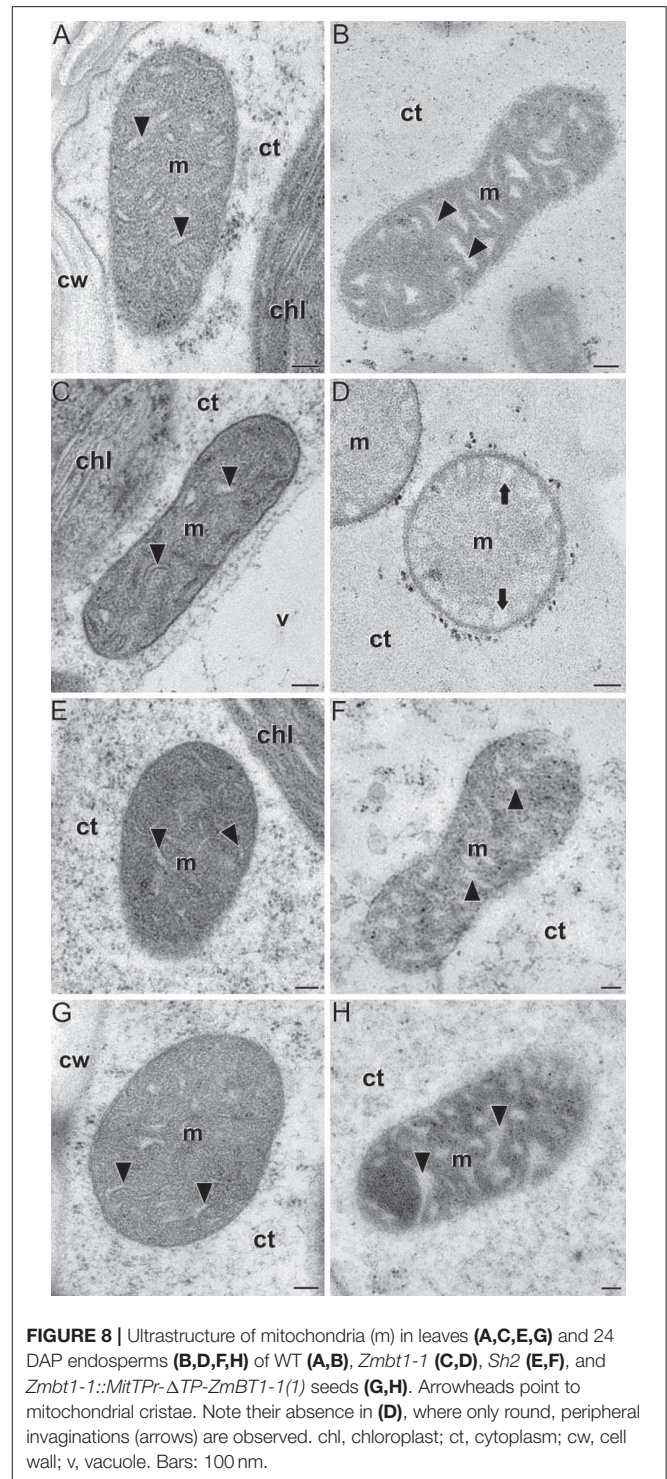 A
B
ct
m
ct
m
cw
chl
C
ct
D
chl
m
m
m
v
ct
E
chl
F
ct
m
m
ct
G
H
cw
ct
m
m
ct
FIGURE 8 | Ultrastructure of mitochondria (m) in leaves (A,C,E,G) and 24
DAP endosperms (B,D,F,H) of WT (A,B), Zmbt1-1 (C,D), Sh2 (E,F), and
Zmbt1-1::MitTPr-ΔTP-ZmBT1-1(1) seeds (G,H). Arrowheads point to
mitochondrial cristae. Note their absence in (D), where only round, peripheral
invaginations (arrows) are observed. chl, chloroplast; ct, cytoplasm; cw, cell
wall; v, vacuole. Bars: 100 nm.